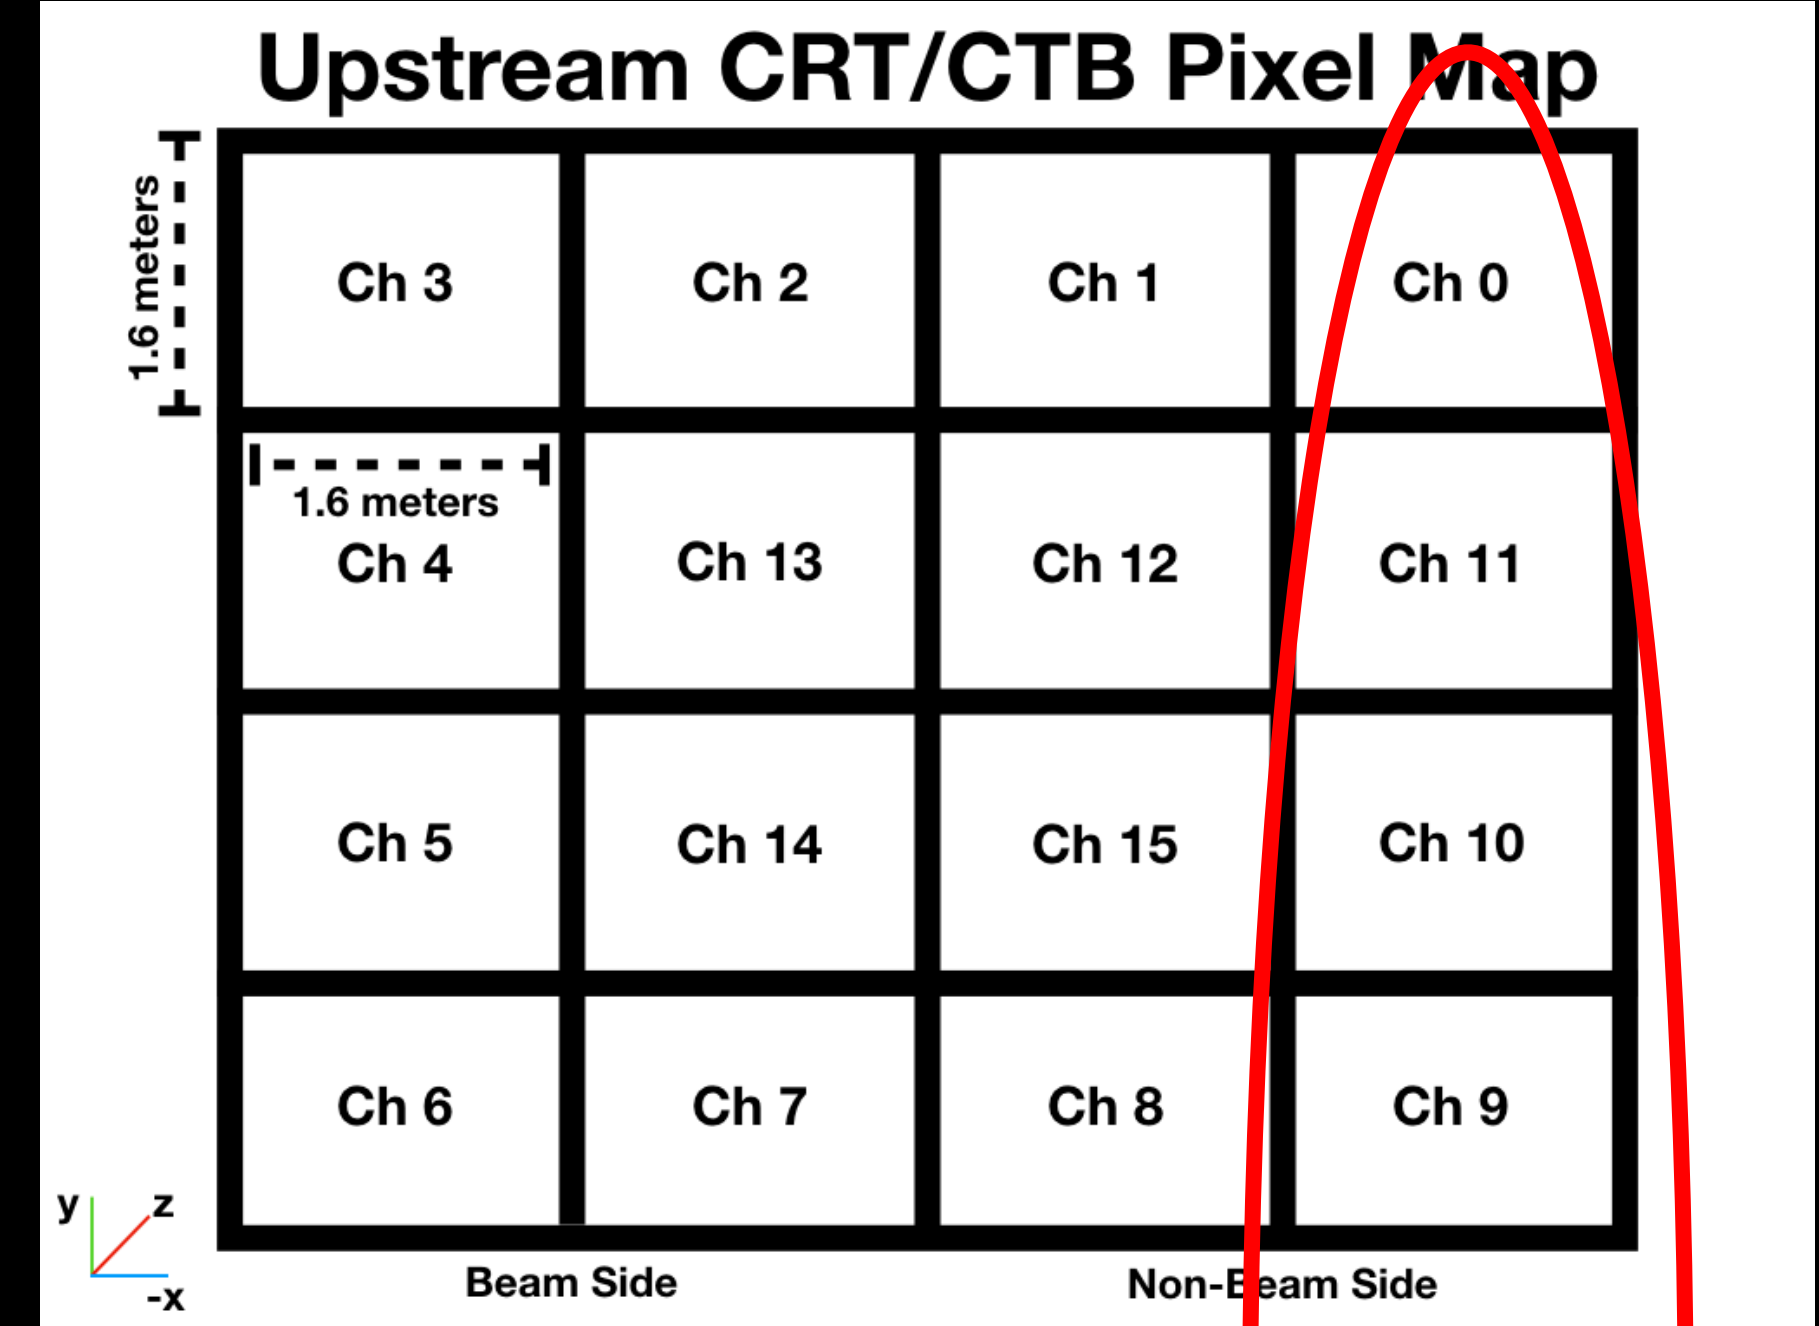 Upstream CRT/CTB Pixel Map
1.6 meters
Ch 3
Ch 2
Ch 1
Ch 0
1.6 meters
Ch 4
Ch 13
Ch 12
Ch 11
Ch 5
Ch 14
Ch 15
Ch 10
Ch 6
Ch 7
Ch 8
Ch 9
y
z
-x
Beam Side
Non-Beam Side